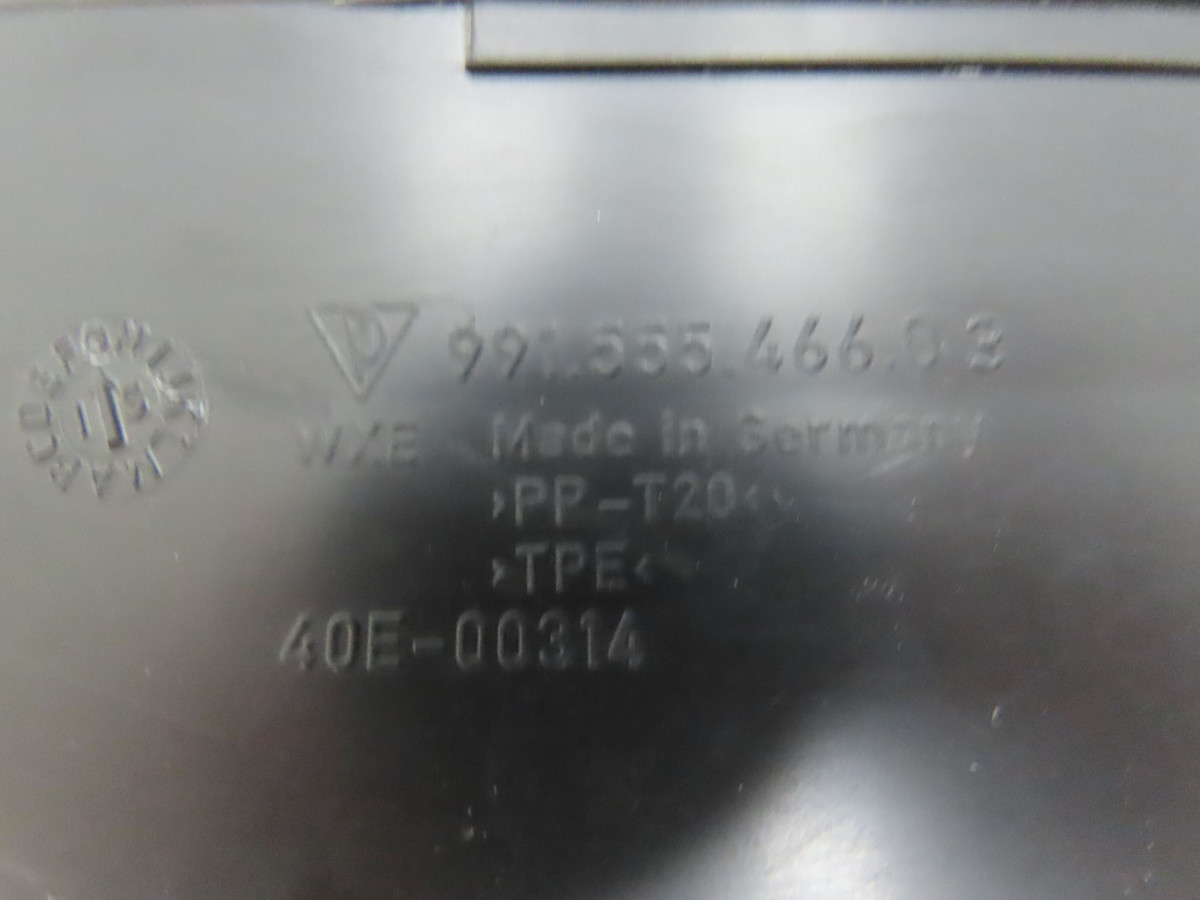 991.555.466.03
WXE Made in Germany
>PP-T20<
>TPE<
40E-00314